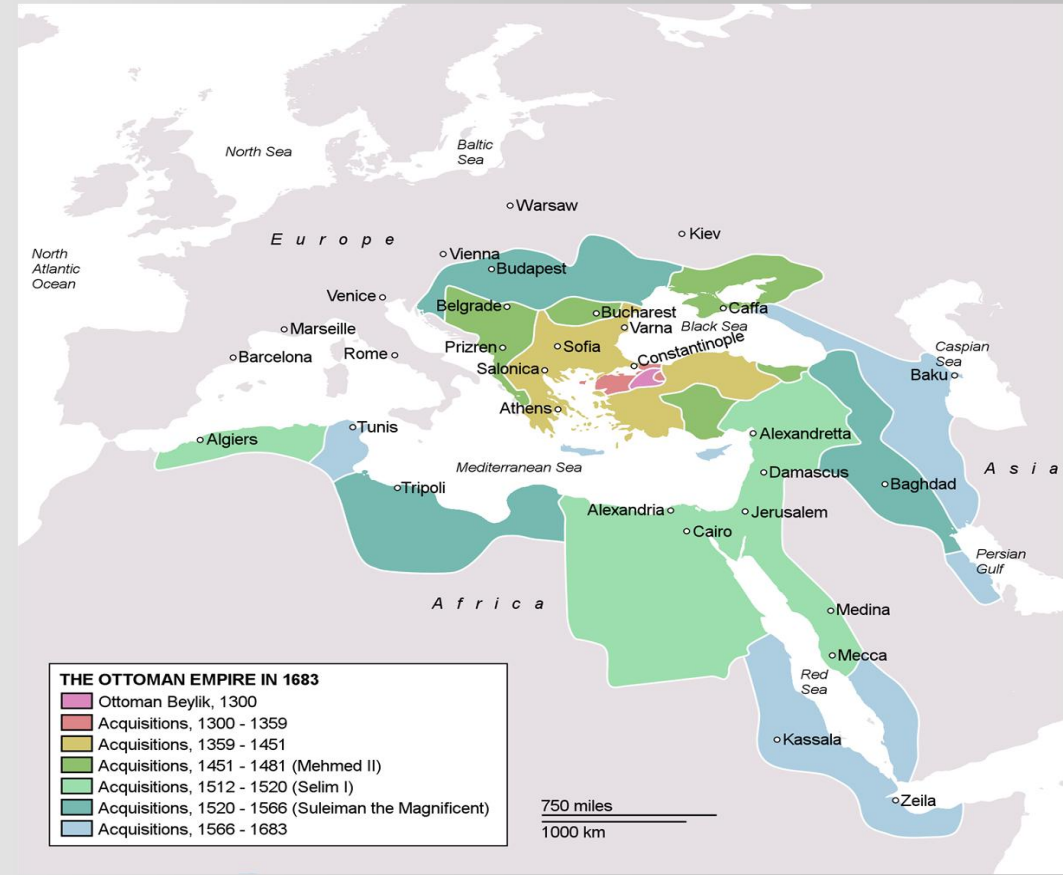 North Sea
Baltic
Sea
Warsaw
Europe
Kiev
North
Atlantic
Ocean
Vienna
Budapest
Venice
Belgrade
Bucharest
Caffa
Marseille
Varna
Black Sea
Prizren
Sofia
Constantinople
Caspian
Sea
Barcelona
Rome
Salonica
Baku
Athens
Tunis
Algiers
Alexandretta
Mediterranean Sea
Damascus
Asia
Tripoli
Baghdad
Alexandria
Jerusalem
Cairo
Persian
Gulf
Africa
Medina
Mecca
Red
Sea
Kassala
Zeila
THE OTTOMAN EMPIRE IN 1683
Ottoman Beylik, 1300
Acquisitions, 1300 - 1359
Acquisitions, 1359 - 1451
Acquisitions, 1451 - 1481 (Mehmed II)
Acquisitions, 1512 - 1520 (Selim I)
Acquisitions, 1520 - 1566 (Suleiman the Magnificent)
Acquisitions, 1566 - 1683
750 miles
1000 km